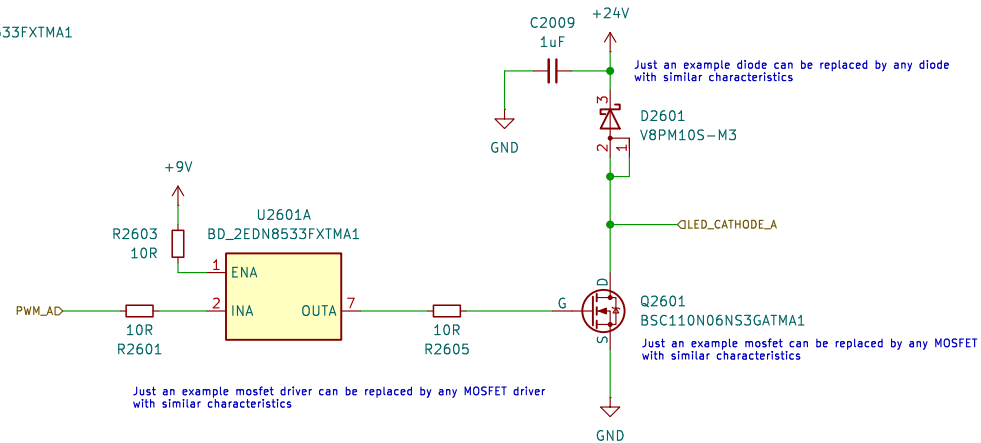 33FXTMA1
+24V
C2009
1uF
Just an example diode can be replaced by any diode
with similar characteristics
3
D2601
V8PM10S-M3
GND
2
1
+9V
U2601A
BD_2EDN8533FXTMA1
R2603
10R
LED_CATHODE_A
1
ENA
D
PWM_A
2
INA
OUTA
7
G
Q2601
BSC110N06NS3GATMA1
10R
R2601
10R
R2605
S
Just an example mosfet can be replaced by any MOSFET
with similar characteristics
Just an example mosfet driver can be replaced by any MOSFET driver
with similar characteristics
GND